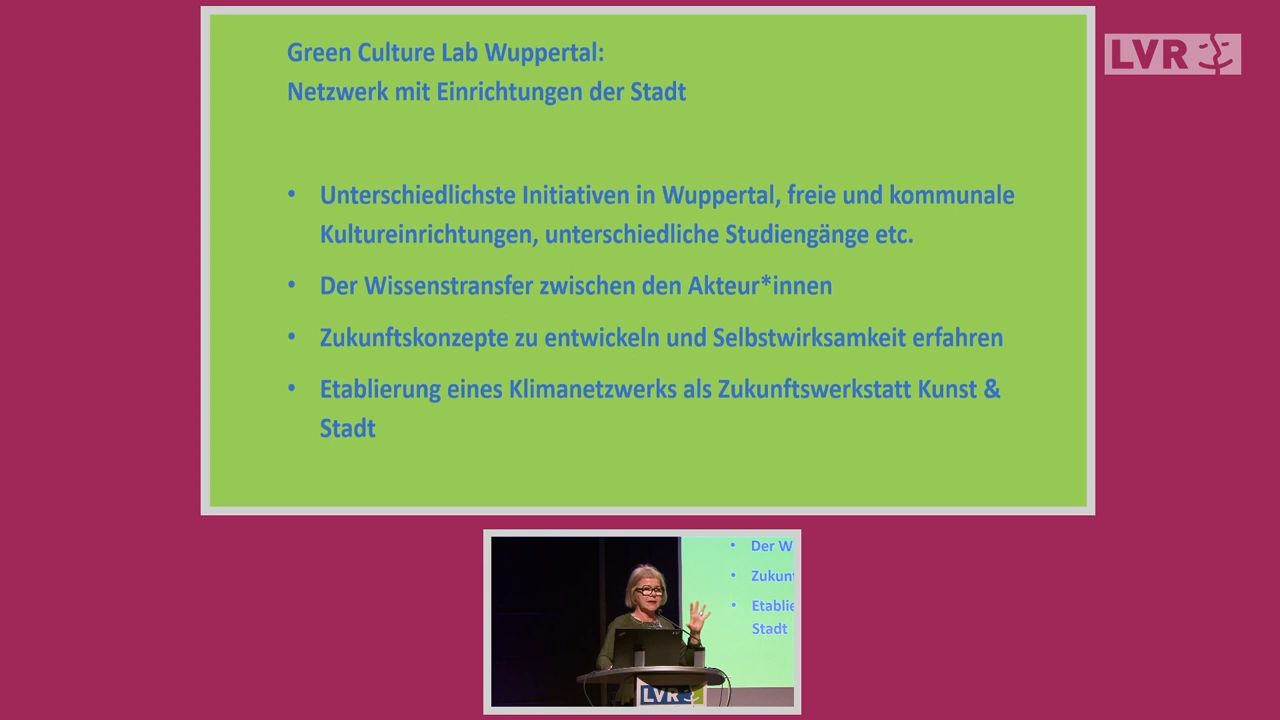 Green Culture Lab Wuppertal:
Netzwerk mit Einrichtungen der Stadt
LVR
• Unterschiedlichste Initiativen in Wuppertal, freie und kommunale
Kultureinrichtungen, unterschiedliche Studiengänge etc.
• Der Wissenstransfer zwischen den Akteur*innen
• Zukunftskonzepte zu entwickeln und Selbstwirksamkeit erfahren
• Etablierung eines Klimanetzwerks als Zukunftswerkstatt Kunst &
Stadt
• Der W
• Zukun
• Etablie
Stadt
LVR